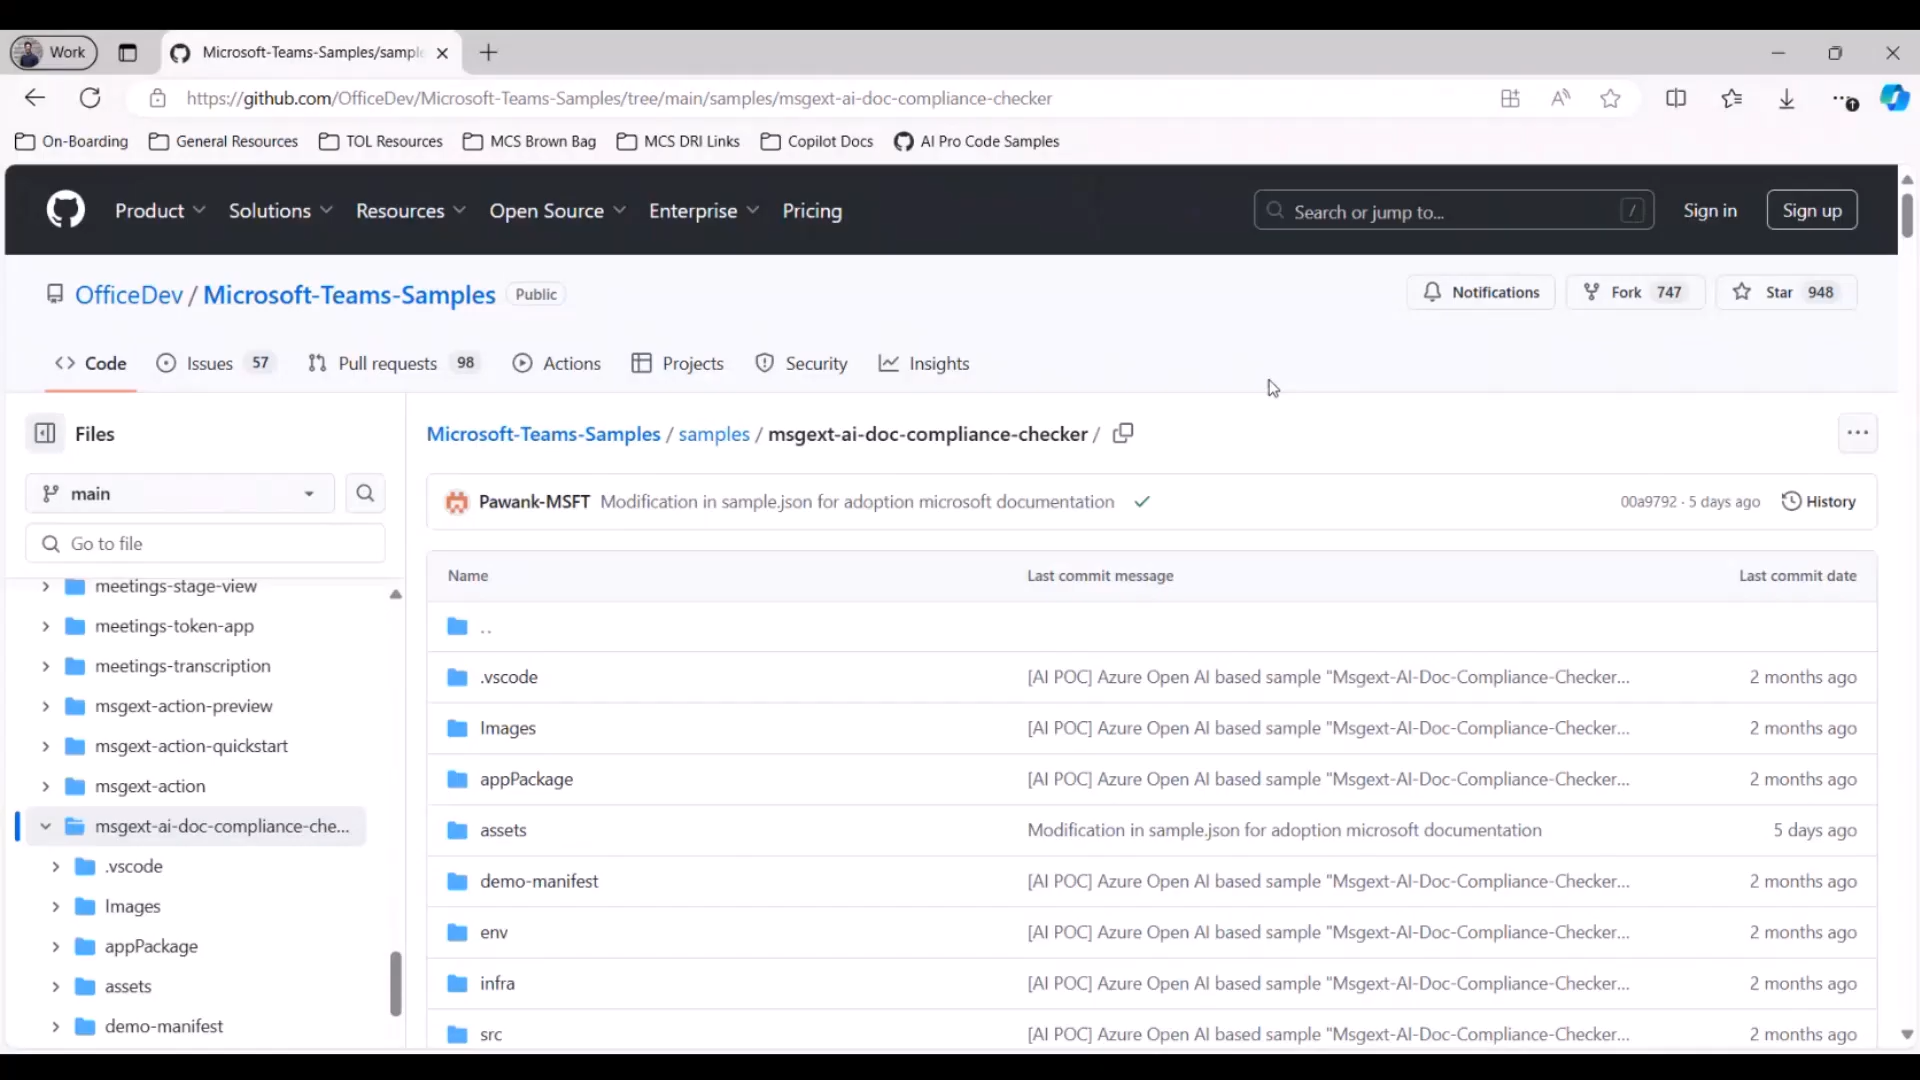 Work
Microsoft-Teams-Samples/sampl
https://github.com/OfficeDev/Microsoft-Teams-Samples/tree/main/samples/msgext-ai-doc-compliance-checker
On-Boarding General Resources TOL Resources MCS Brown Bag MCS DRI Links Copilot Docs AI Pro Code Samples
Product Solutions Resources Open Source Enterprise Pricing Search or jump to... / Sign in Sign up
OfficeDev / Microsoft-Teams-Samples Public Notifications Fork 747 Star 948
Code Issues 57 Pull requests 98 Actions Projects Security Insights
Files
main
Go to file
meetings-stage-view
meetings-token-app
meetings-transcription
msgext-action-preview
msgext-action-quickstart
msgext-action
msgext-ai-doc-compliance-che...
.vscode
Images
appPackage
assets
demo-manifest
Microsoft-Teams-Samples / samples / msgext-ai-doc-compliance-checker /
Pawank-MSFT Modification in sample.json for adoption microsoft documentation 00a9792 · 5 days ago History
Name Last commit message Last commit date
..
.vscode [AI POC] Azure Open AI based sample "Msgext-AI-Doc-Compliance-Checker... 2 months ago
Images [AI POC] Azure Open AI based sample "Msgext-AI-Doc-Compliance-Checker... 2 months ago
appPackage [AI POC] Azure Open AI based sample "Msgext-AI-Doc-Compliance-Checker... 2 months ago
assets Modification in sample.json for adoption microsoft documentation 5 days ago
demo-manifest [AI POC] Azure Open AI based sample "Msgext-AI-Doc-Compliance-Checker... 2 months ago
env [AI POC] Azure Open AI based sample "Msgext-AI-Doc-Compliance-Checker... 2 months ago
infra [AI POC] Azure Open AI based sample "Msgext-AI-Doc-Compliance-Checker... 2 months ago
src [AI POC] Azure Open AI based sample "Msgext-AI-Doc-Compliance-Checker... 2 months ago